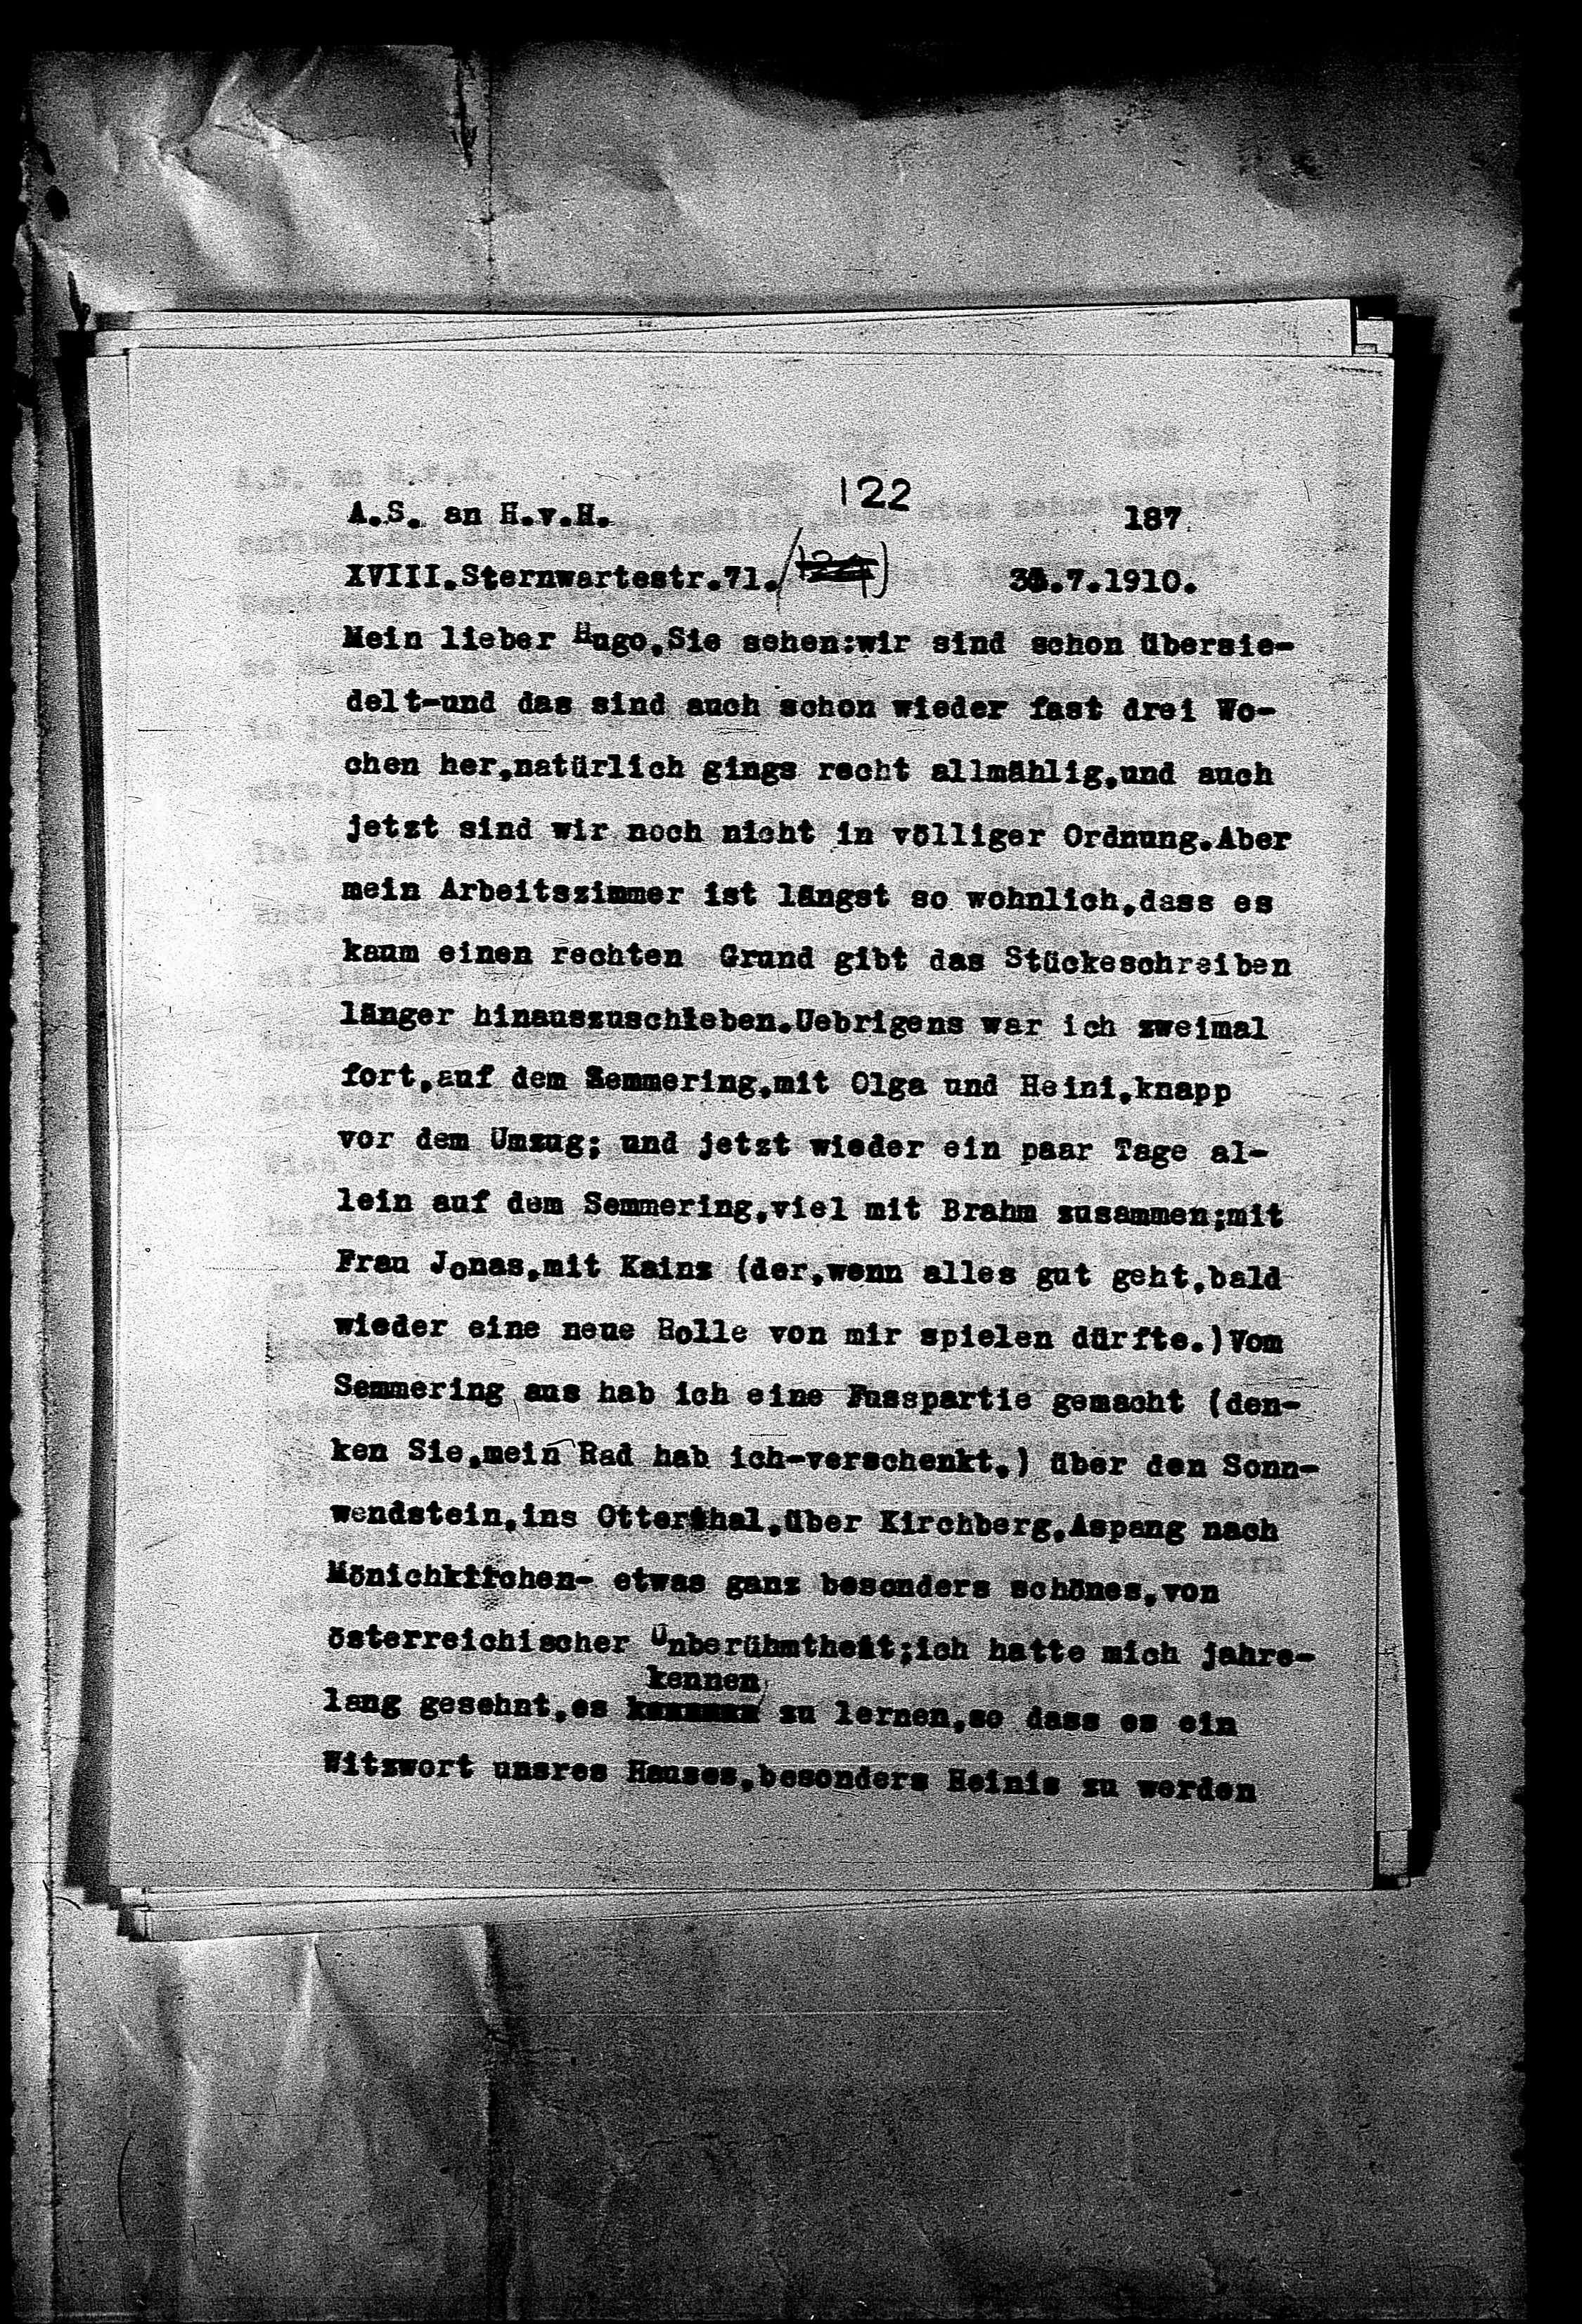 122
A.S. an H.v.H. 187
XVIII.Sternwartestr.71. .7.1910.
Mein lieber Hugo,Sie sehen:wir sind schon übersie-
delt-und das sind auch schon wieder fast drei Wo-
chen her,natürlich gings recht allmählig,und auch
jetzt sind wir noch nicht in völliger Ordnung.Aber
mein Arbeitszimmer ist längst so wohnlich,dass es
kaum einen rechten Grund gibt das Stückeschreiben
länger hinauszuschieben.Uebrigens war ich zweimal
fort,auf dem Semmering,mit Olga und Heini,knapp
vor dem Umzug; und jetzt wieder ein paar Tage al-
lein auf dem Semmering,viel mit Brahm zusammen;mit
Frau Jonas,mit Kainz (der,wenn alles gut geht,bald
wieder eine neue Rolle von mir spielen dürfte.)Vom
Semmering aus hab ich eine Fusspartie gemacht (den-
ken Sie,mein Rad hab ich-verschenkt.) über den Sonn-
wendstein,ins Otterthal,über Kirchberg,Aspang nach
Mönichkirchen- etwas ganz besonders schönes,von
österreichischer Unberühmtheit;ich hatte mich jahre-
kennen
lang gesehnt,es zu lernen,so dass es ein
Witzwort unsres Hauses,besonders Heinis zu werden